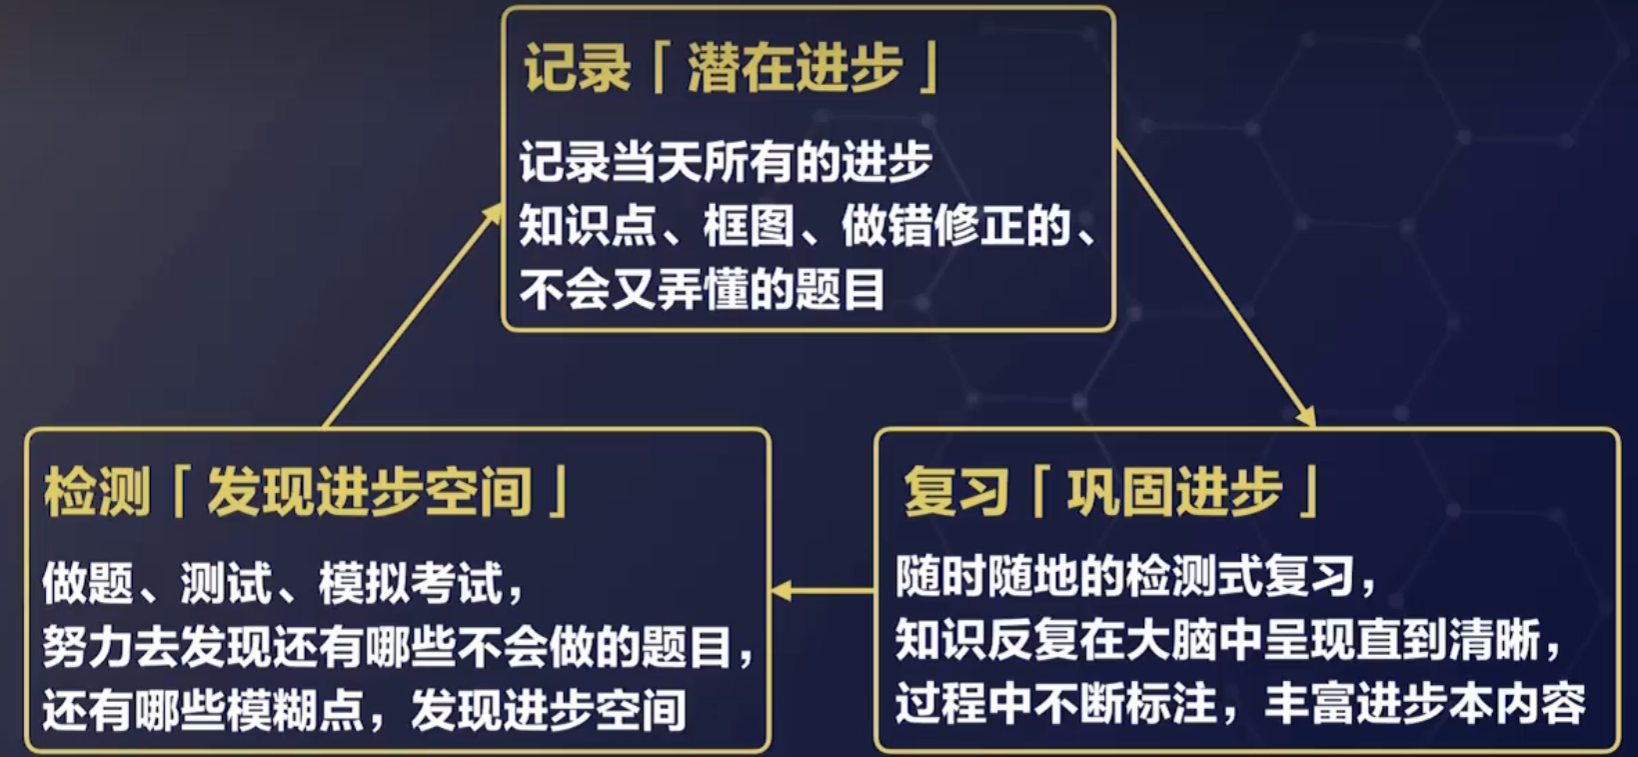 记录「潜在进步」
记录当天所有的进步
知识点、框图、做错修正的、
不会又弄懂的题目
检测「发现进步空间」
做题、测试、模拟考试，
努力去发现还有哪些不会做的题目，
还有哪些模糊点，发现进步空间
复习「巩固进步」
随时随地的检测式复习，
知识反复在大脑中呈现直到清晰，
过程中不断标注，丰富进步本内容